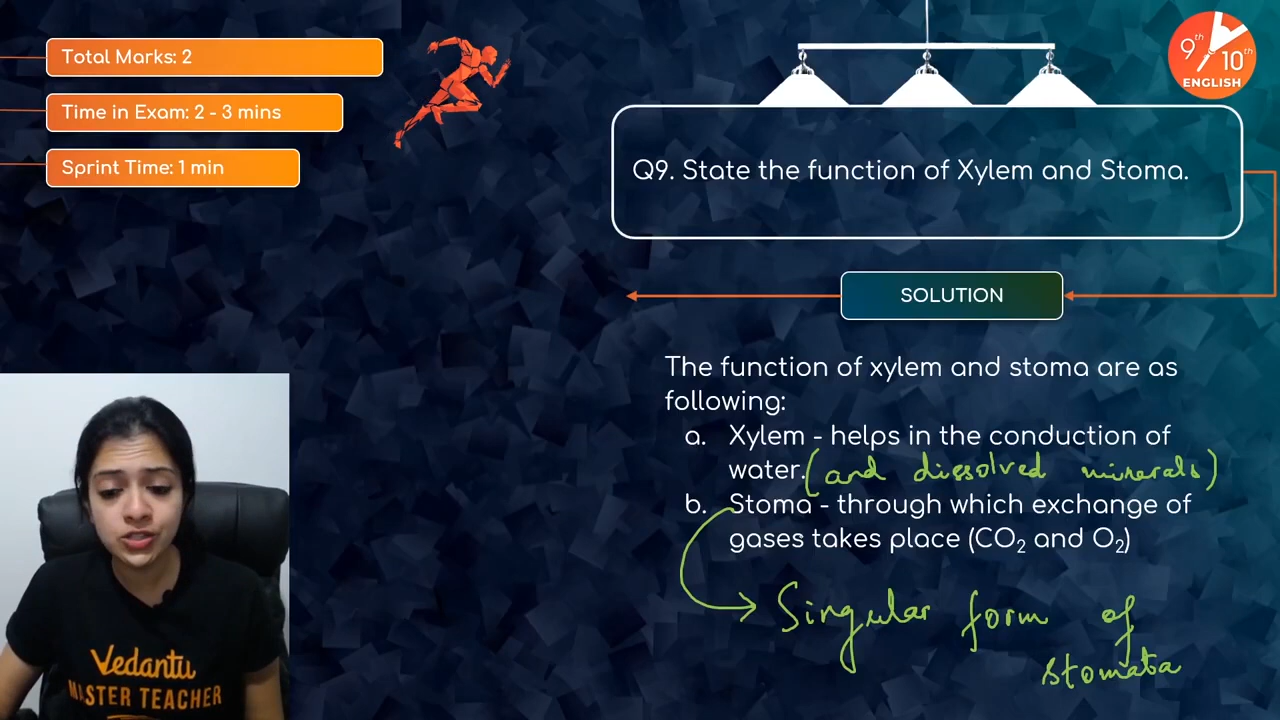 Total Marks: 2
Time in Exam: 2 - 3 mins
Sprint Time: 1 min
9th 10th
ENGLISH
Q9. State the function of Xylem and Stoma.
SOLUTION
The function of xylem and stoma are as
following:
a. Xylem - helps in the conduction of
water. (and dissolved minerals)
b. Stoma - through which exchange of
gases takes place (CO₂ and O₂)
Singular form of
stomata
Vedantu
MASTER TEACHER